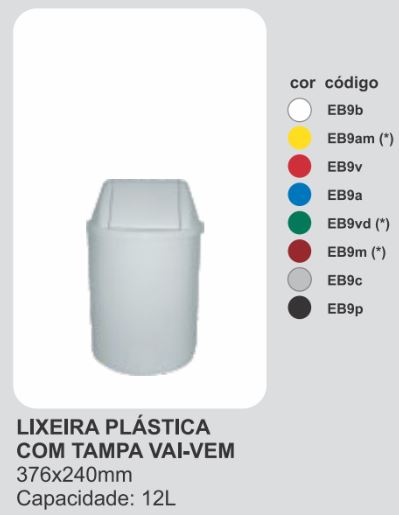 cor código
EB9b
EB9am (*)
EB9v
EB9a
EB9vd (*)
EB9m (*)
EB9c
EB9p
LIXEIRA PLÁSTICA
COM TAMPA VAI-VEM
376x240mm
Capacidade: 12L